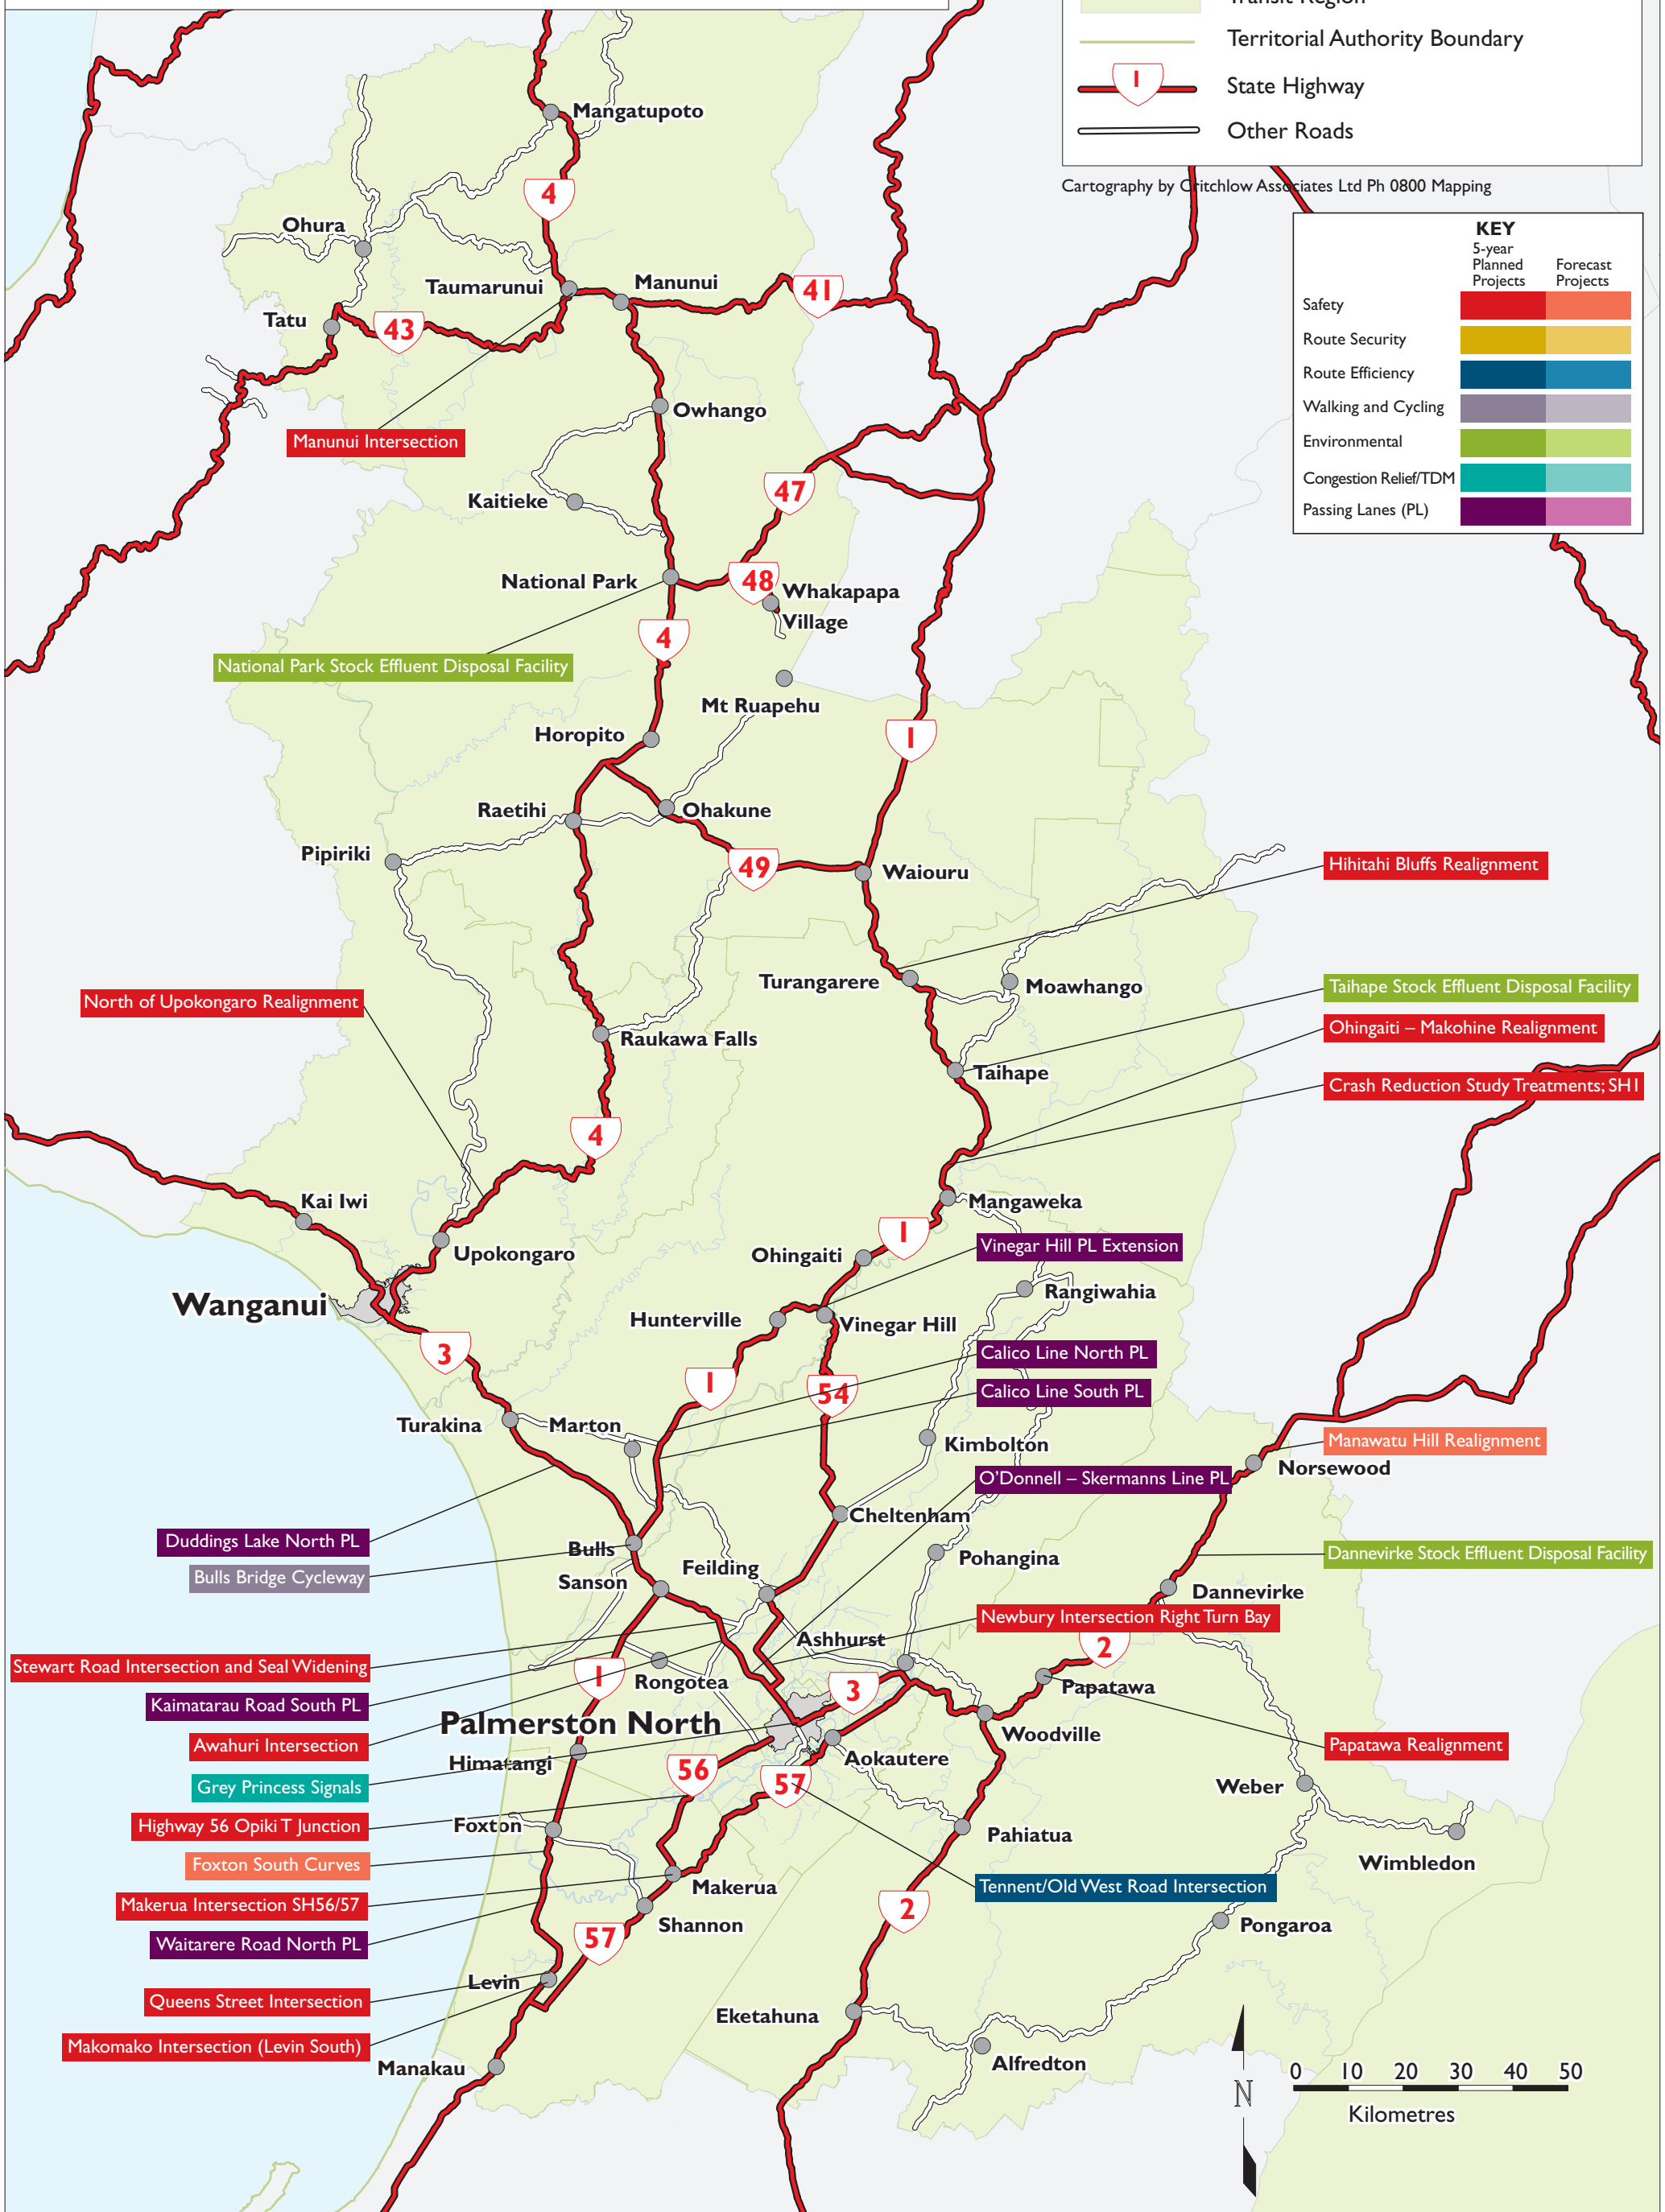 Transit Region
Territorial Authority Boundary
1
State Highway
Other Roads
Cartography by Critchlow Associates Ltd Ph 0800 Mapping
KEY
5-year
Planned
Projects
Forecast
Projects
Safety
Route Security
Route Efficiency
Walking and Cycling
Environmental
Congestion Relief/TDM
Passing Lanes (PL)
Mangatupoto
4
Ohura
Taumarunui
Manunui
41
Tatu
43
Owhango
Manunui Intersection
47
Kaitieke
National Park
48
Whakapapa
Village
4
National Park Stock Effluent Disposal Facility
Mt Ruapehu
Horopito
1
Raetihi
Ohakune
Pipiriki
49
Waiouru
Hihitahi Bluffs Realignment
Turangarere
Moawhango
Taihape Stock Effluent Disposal Facility
North of Upokongaro Realignment
Ohingaiti – Makohine Realignment
Raukawa Falls
Taihape
Crash Reduction Study Treatments; SH1
4
Kai Iwi
Mangaweka
1
Upokongaro
Ohingaiti
Vinegar Hill PL Extension
Rangiwahia
Wanganui
Hunterville
Vinegar Hill
3
Calico Line North PL
1
54
Calico Line South PL
Turakina
Marton
Kimbolton
Manawatu Hill Realignment
Norsewood
O'Donnell – Skermanns Line PL
Cheltenham
Duddings Lake North PL
Bulls
Pohangina
Dannevirke Stock Effluent Disposal Facility
Bulls Bridge Cycleway
Sanson
Feilding
Dannevirke
Newbury Intersection Right Turn Bay
Ashhurst
2
Stewart Road Intersection and Seal Widening
1
Rongotea
3
Papatawa
Kaimatarau Road South PL
Palmerston North
Woodville
Awahuri Intersection
Papatawa Realignment
Himatangi
Aokautere
56
57
Grey Princess Signals
Weber
Highway 56 Opiki T Junction
Foxton
Pahiatua
Foxton South Curves
Wimbledon
Makerua
Tennent/Old West Road Intersection
Makerua Intersection SH56/57
2
Shannon
Pongaroa
Waitarere Road North PL
57
Levin
Queens Street Intersection
Eketahuna
Makomako Intersection (Levin South)
Manakau
Alfredton
N
0 10 20 30 40 50
Kilometres